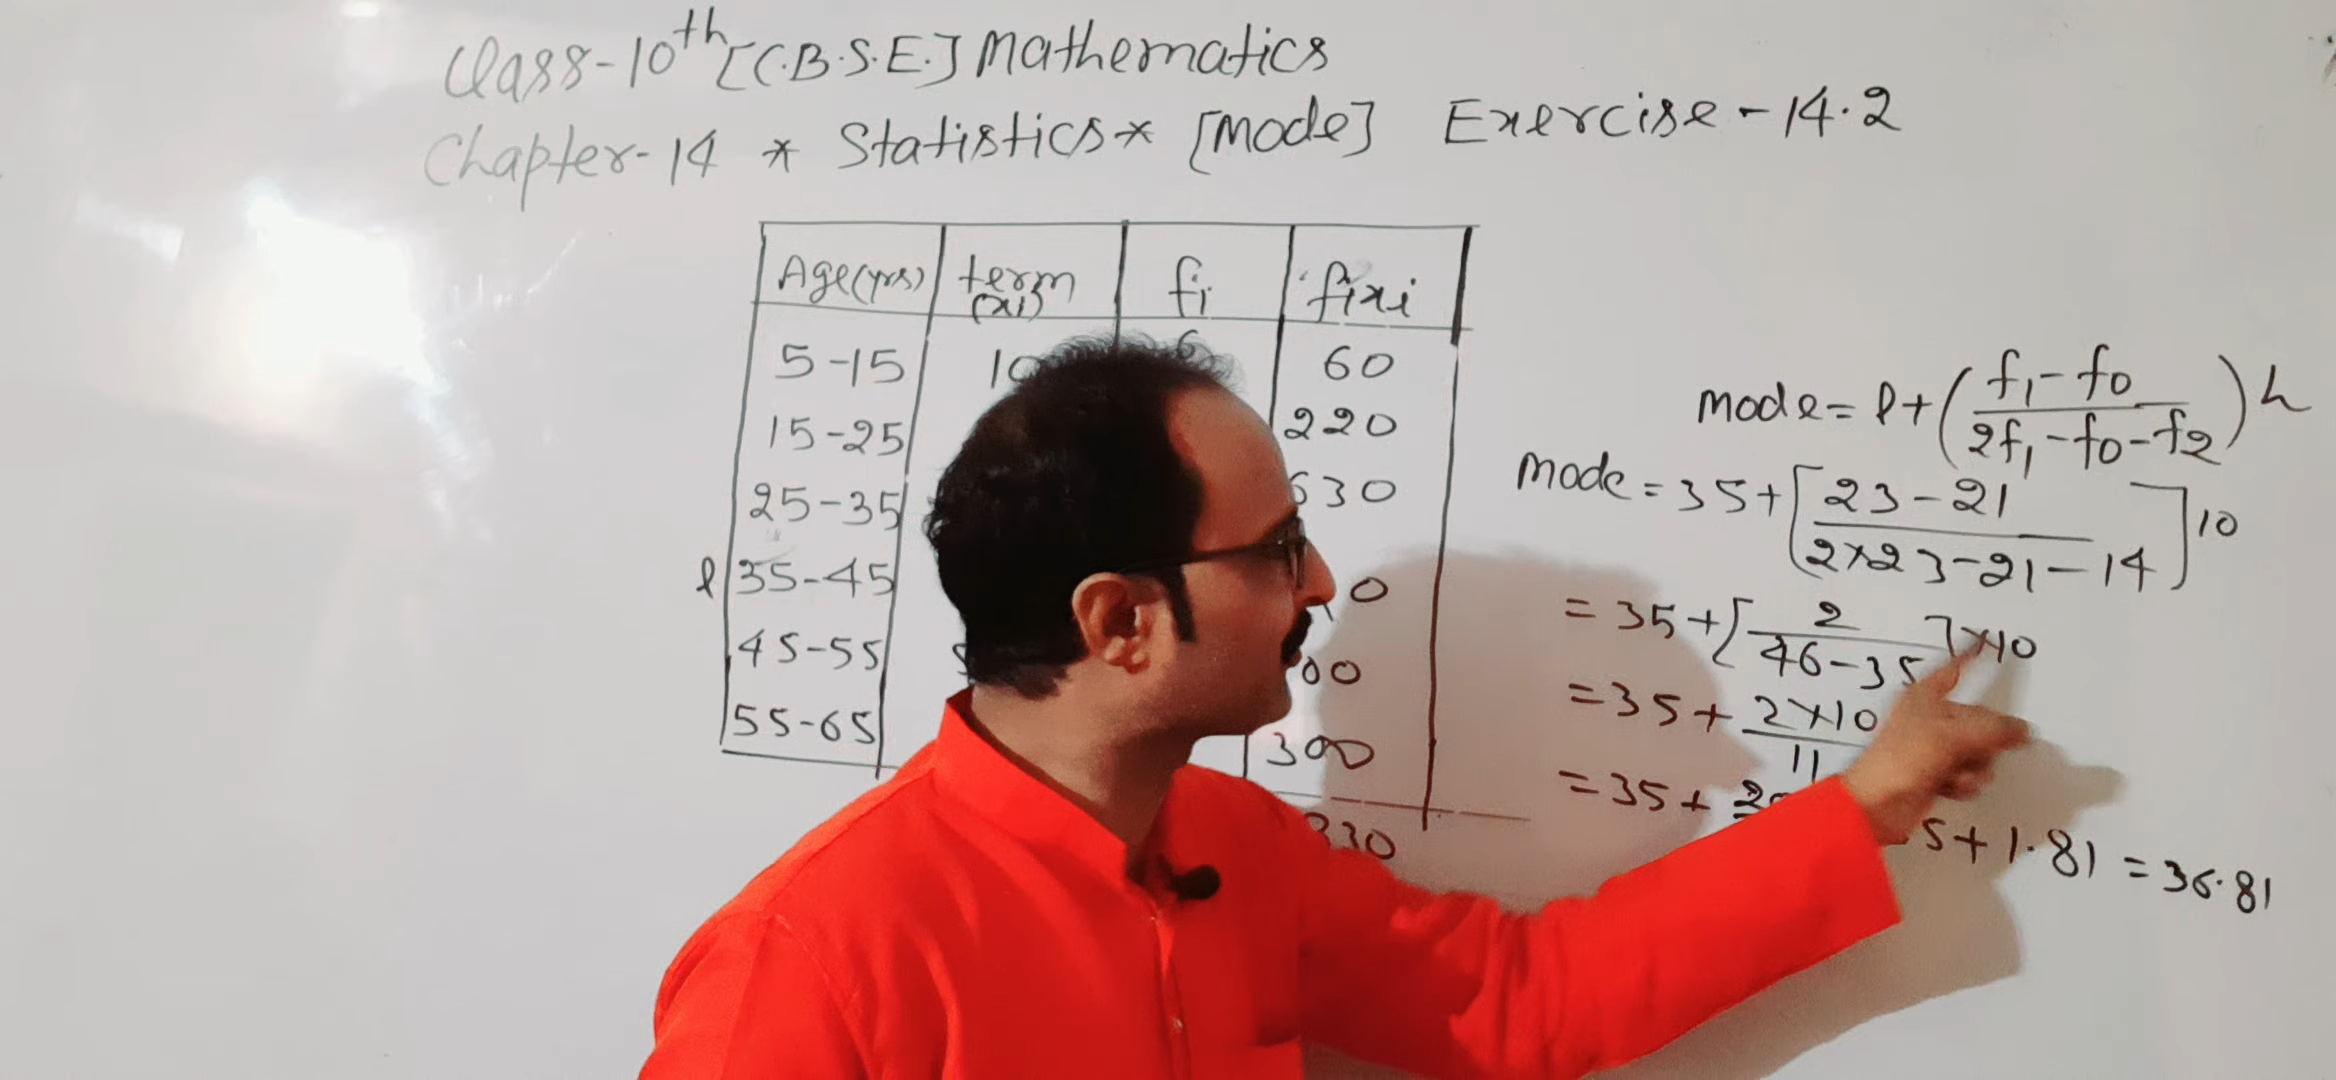 Class-10th [C.B.S.E.] Mathematics
Chapter-14 * Statistics * [Mode] Exercise - 14.2
Age(yrs) term (xi) fi fixi
5-15 10 6 60
15-25 220
25-35 630
l 35-45 0
45-55 00
55-65 300
330
mode = l + (f1 - f0 / 2f1 - f0 - f2) h
Mode = 35 + [23 - 21 / 2×23 - 21 - 14] 10
= 35 + [2 / 46 - 35] ×10
= 35 + 2×10 / 11
= 35 + 5 + 1.81 = 36.81